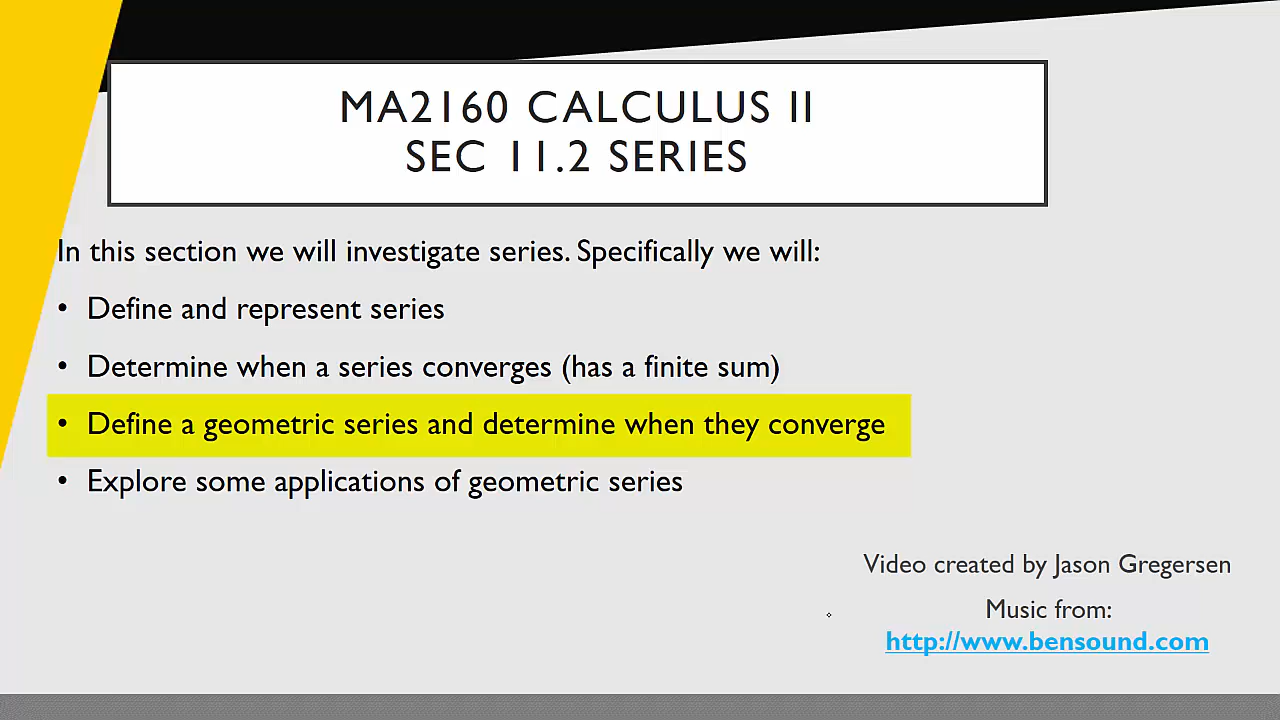 MA2160 CALCULUS II
SEC 11.2 SERIES
In this section we will investigate series. Specifically we will:
• Define and represent series
• Determine when a series converges (has a finite sum)
• Define a geometric series and determine when they converge
• Explore some applications of geometric series
Video created by Jason Gregersen
Music from:
http://www.bensound.com